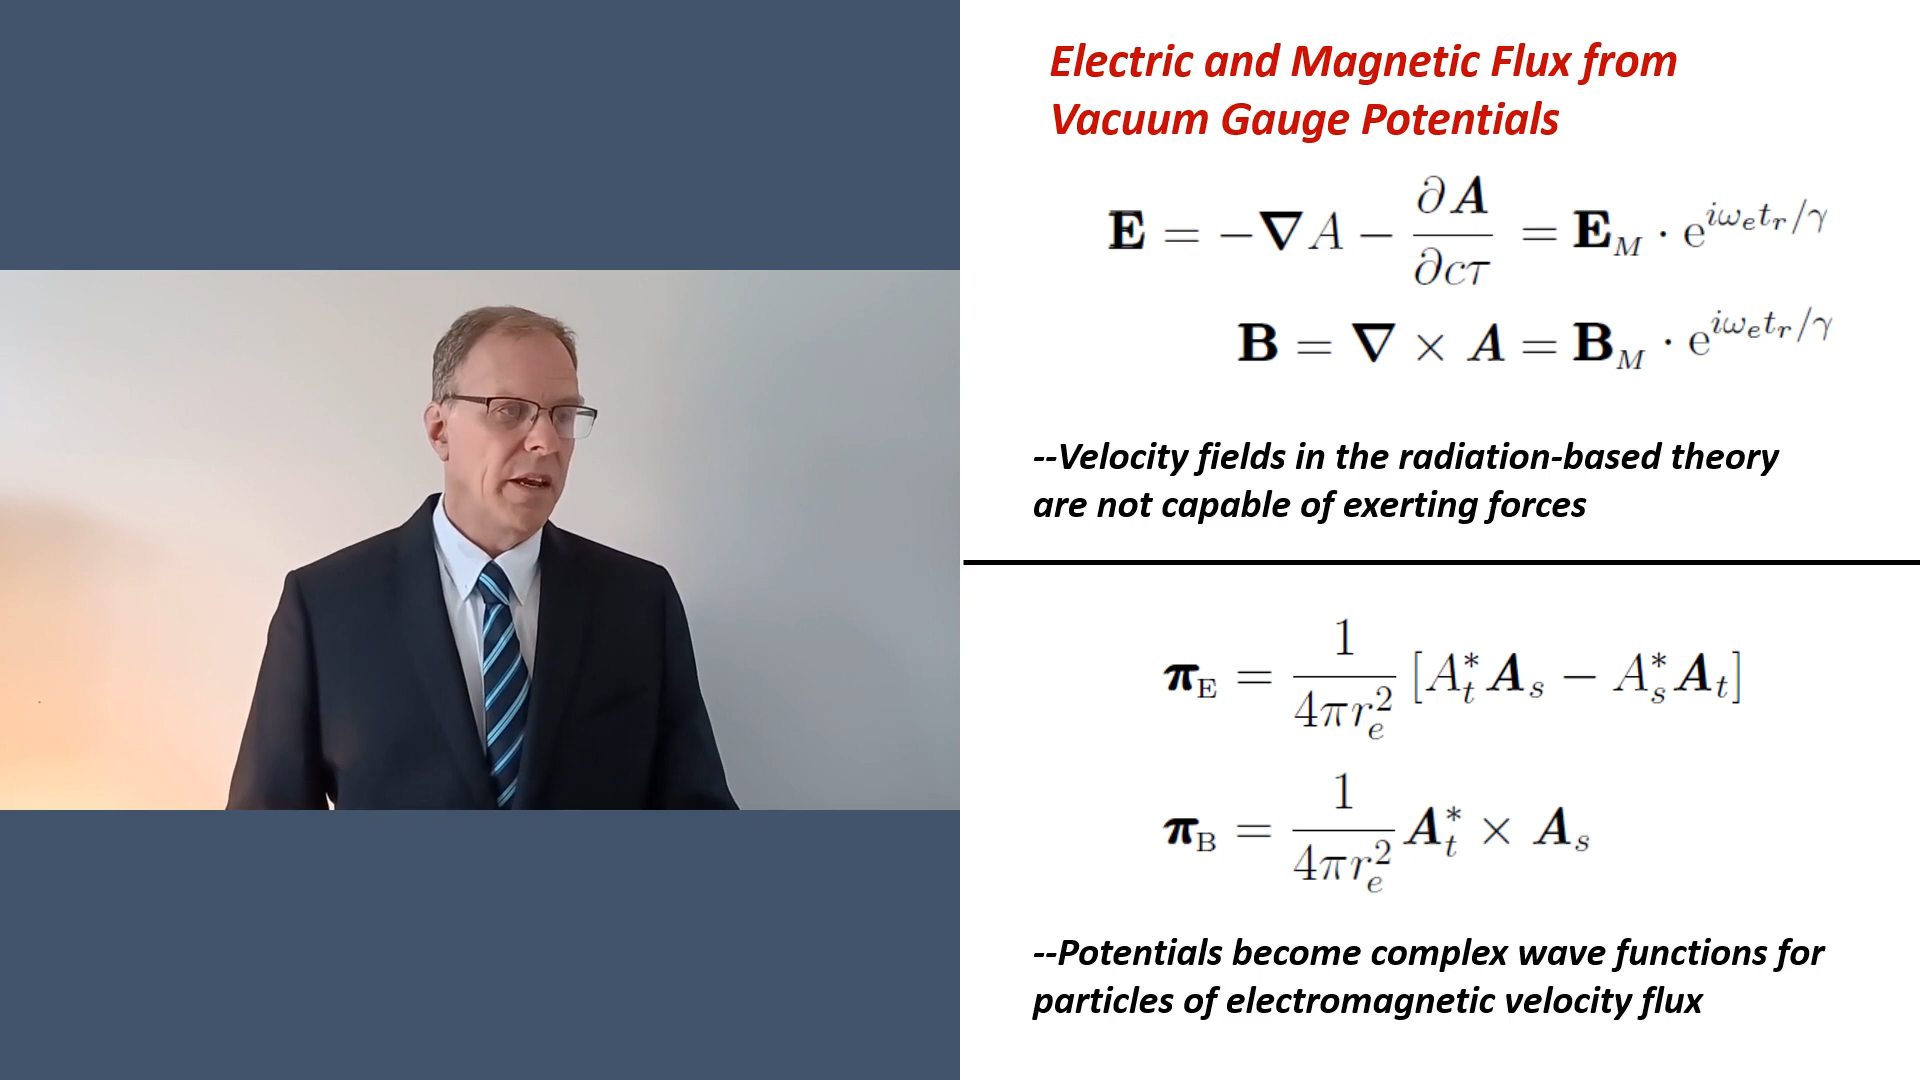 Electric and Magnetic Flux from
Vacuum Gauge Potentials
𝐄 = −𝛁A − ∂𝑨/∂cτ = 𝐄_M · e^{iω_e t_r/γ}
𝐁 = 𝛁 × 𝑨 = 𝐁_M · e^{iω_e t_r/γ}
--Velocity fields in the radiation-based theory
are not capable of exerting forces
𝝅_E = 1/(4πr_e^2) [A_t^* 𝑨_s − A_s^* 𝑨_t]
𝝅_B = 1/(4πr_e^2) 𝑨_t^* × 𝑨_s
--Potentials become complex wave functions for
particles of electromagnetic velocity flux